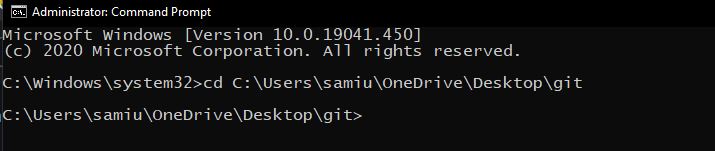 Administrator: Command Prompt
Microsoft Windows [Version 10.0.19041.450]
(c) 2020 Microsoft Corporation. All rights reserved.
C:\Windows\system32>cd C:\Users\samiu\OneDrive\Desktop\git
C:\Users\samiu\OneDrive\Desktop\git>